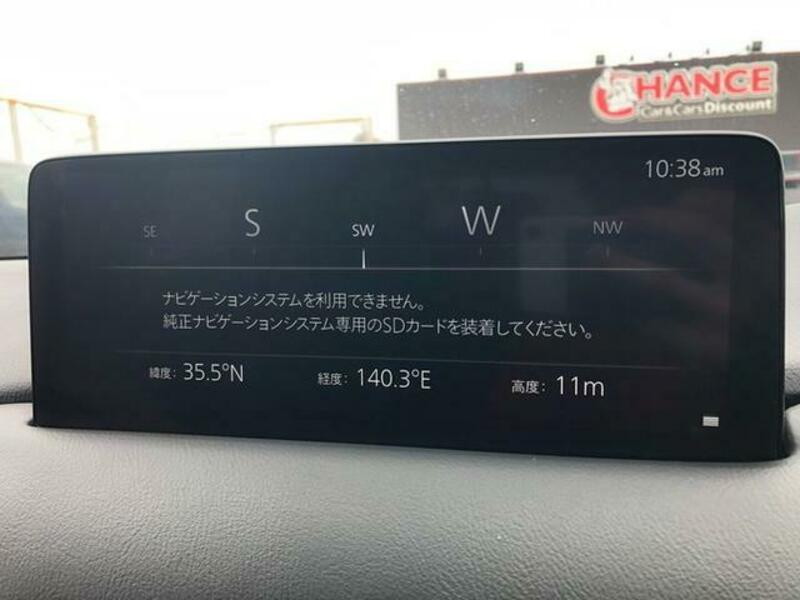 CHANCE
Car&CarsDiscount
10:38am
SE S SW W NW
ナビゲーションシステムを利用できません。
純正ナビゲーションシステム専用のSDカードを装着してください。
緯度: 35.5°N 経度: 140.3°E 高度: 11m